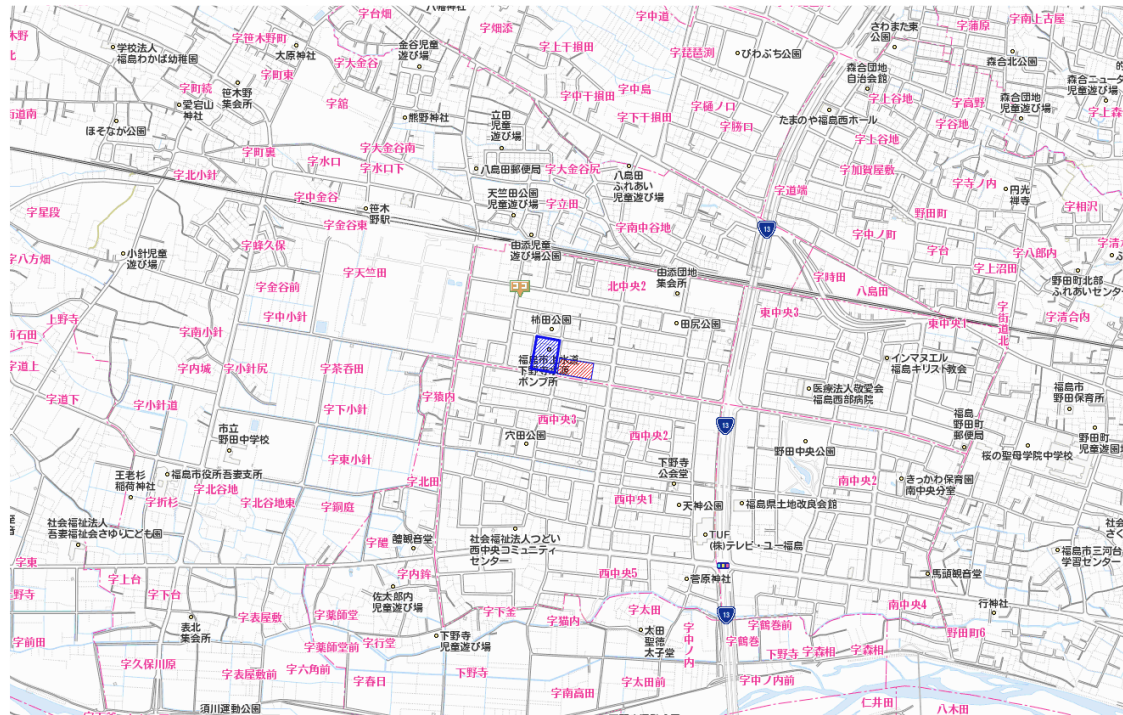 字台畑
八幡神社
字畑添
字中道
字蒲原
字南上古屋
学校法人
福島わかば幼稚園
字笹木野町
大原神社
金谷児童
遊び場
字大金谷
字上干損田
字琵琶渕
びわぶち公園
さわまた東
公園
森合北公園
字町東
字町続
笹木野
集会所
字舘
愛宕山
神社
ほそなが公園
字町裏
熊野神社
立田
児童
遊び場
字中干損田
字中島
字下干損田
字樋ノ口
字勝口
たまのや福島西ホール
森合団地
自治会館
字上谷地
字高野
森合団地
児童遊び場
字谷地
字上谷地
字水口
字大金谷南
字水口下
八島田郵便局
字大金谷尻
八島田
ふれあい
児童遊び場
字加賀屋敷
字北小針
字中金谷
笹木
野駅
天竺田公園
児童遊び場
字立田
字道端
字寺ノ内
円光
禅寺
字相沢
字星段
字金谷東
字南中谷地
野田町
字中ノ町
字台
字八郎内
字蜂久保
由添児童
遊び場公園
小針児童
遊び場
字八方畑
字天竺田
由添団地
集会所
字時田
字上沼田
野田町北部
ふれあいセンター
字金谷前
北中央2
八島田
字街道北
字清合内
上野寺
字中小針
柿田公園
田尻公園
東中央3
東中央1
字南小針
字内城
字小針尻
字茶呑田
福島市上水道
下野寺水源
ポンプ所
インマヌエル
福島キリスト教会
字道上
字道下
字小針道
字下小針
字猿内
医療法人敬愛会
福島西部病院
福島市
野田保育所
市立
野田中学校
西中央3
穴田公園
西中央2
福島
野田町
郵便局
野田町
児童遊園地
野田中央公園
桜の聖母学院中学校
字東小針
下野寺
公会堂
王老杉
稲荷神社
福島市役所吾妻支所
字北谷地
字北田
南中央2
きっかわ保育園
南中央分室
字折杉
字北谷地東
字銅庭
西中央1
天神公園
福島県土地改良会館
社会福祉法人
吾妻福祉会さゆりこども園
字醴
醴観音堂
社会福祉法人つどい
西中央コミュニティ
センター
TUF
(株)テレビ・ユー福島
福島市三河台
学習センター
字東
字上台
字下台
字内鉾
西中央5
菅原神社
馬頭観音堂
佐太郎内
児童遊び場
字表屋敷
字薬師堂
字下釜
字猫内
字太田
南中央4
行神社
字前田
表北
集会所
字薬師堂前
字行堂
下野寺
児童遊び場
太田
聖徳
太子堂
字中ノ内
字鶴巻前
字鶴巻
野田町6
字久保川原
字表屋敷前
字六角前
字春日
下野寺
字太田前
下野寺
字森相
字森相
字南高田
字中ノ内前
須川運動公園
仁井田
八木田
13
13
13